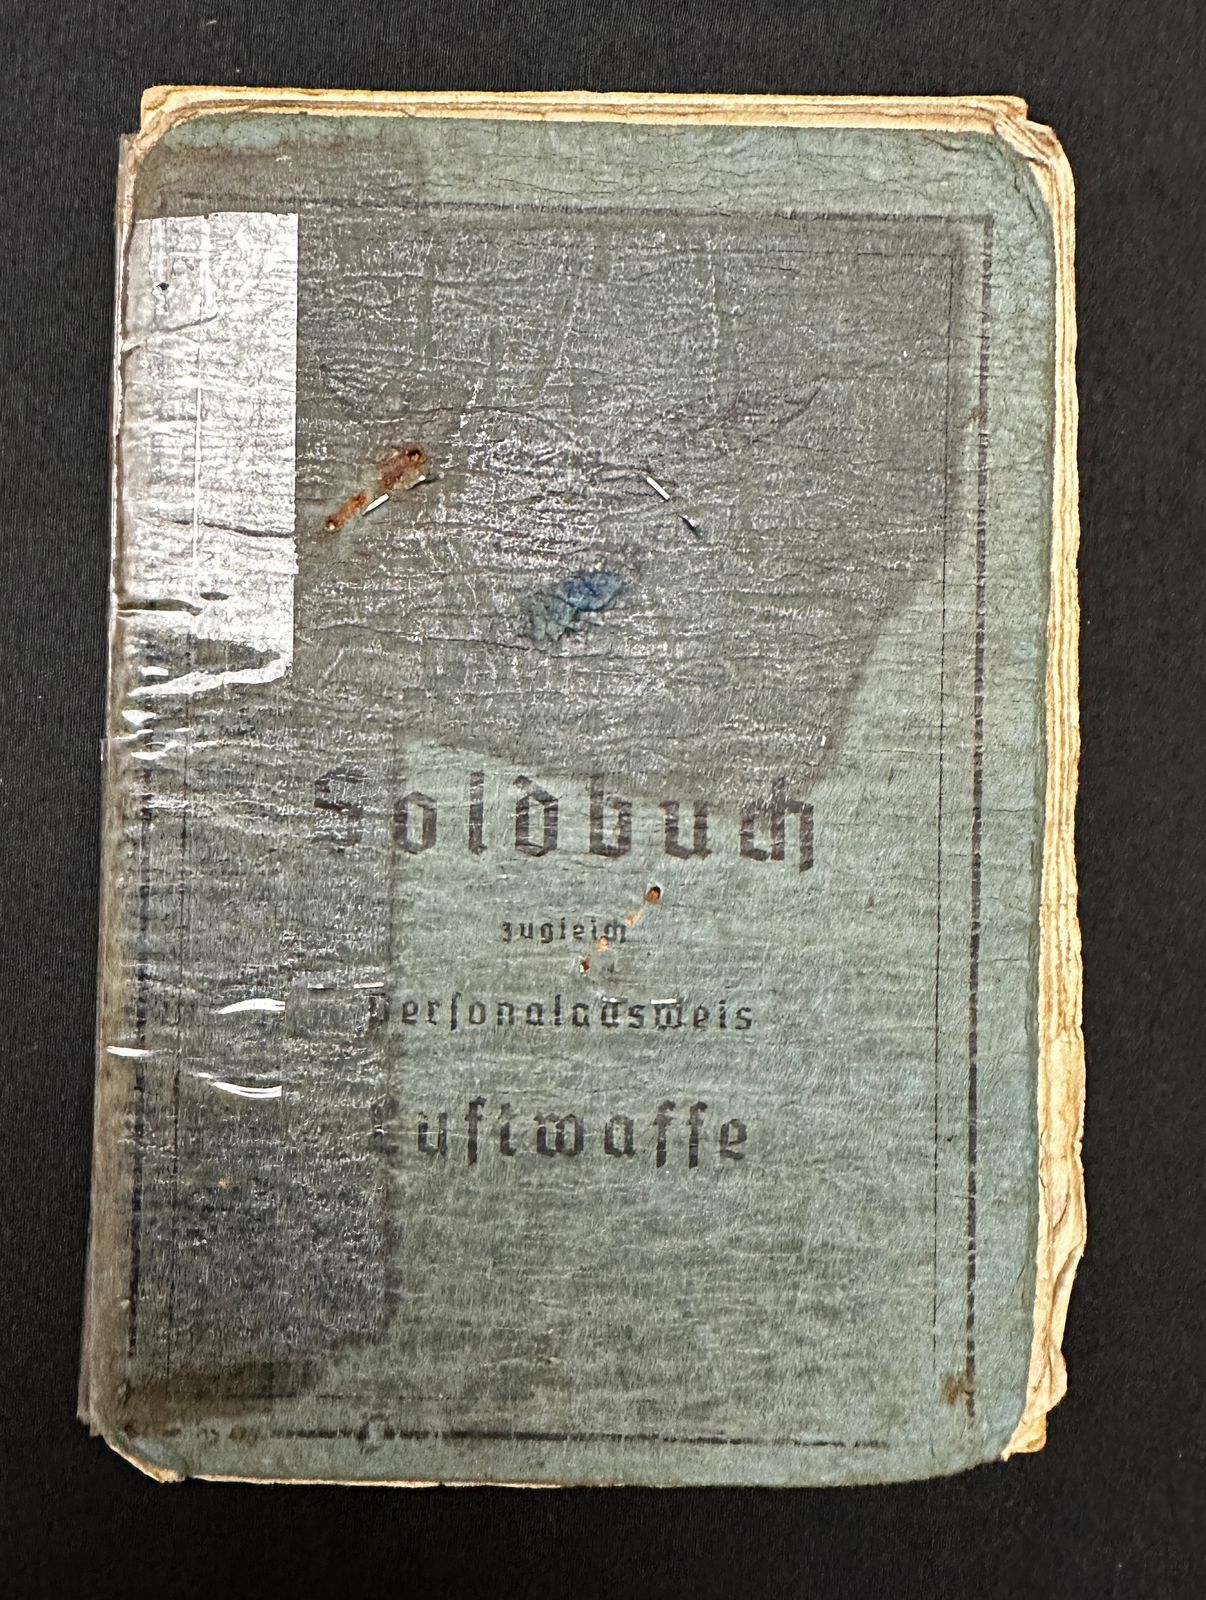 Soldbuch
zugleich
Personalausweis
Luftwaffe